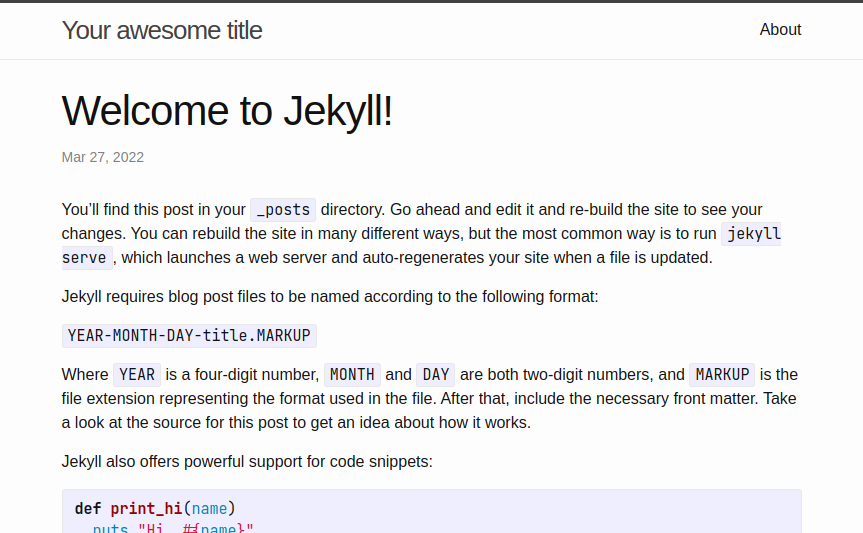 Your awesome title
About
Welcome to Jekyll!
Mar 27, 2022
You’ll find this post in your _posts directory. Go ahead and edit it and re-build the site to see your
changes. You can rebuild the site in many different ways, but the most common way is to run jekyll
serve , which launches a web server and auto-regenerates your site when a file is updated.
Jekyll requires blog post files to be named according to the following format:
YEAR-MONTH-DAY-title.MARKUP
Where YEAR is a four-digit number, MONTH and DAY are both two-digit numbers, and MARKUP is the
file extension representing the format used in the file. After that, include the necessary front matter. Take
a look at the source for this post to get an idea about how it works.
Jekyll also offers powerful support for code snippets:
def print_hi(name)
puts "Hi, #{name}"